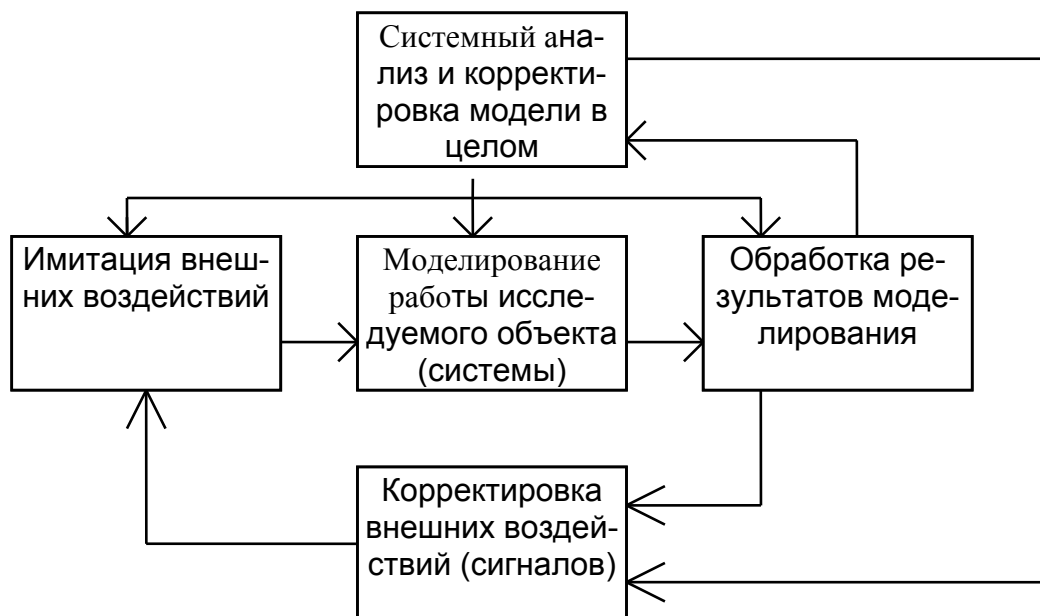 Системный ана-
лиз и корректи-
ровка модели в
целом
Имитация внеш-
них воздействий
Моделирование
работы иссле-
дуемого объекта
(системы)
Обработка ре-
зультатов моде-
лирования
Корректировка
внешних воздей-
ствий (сигналов)